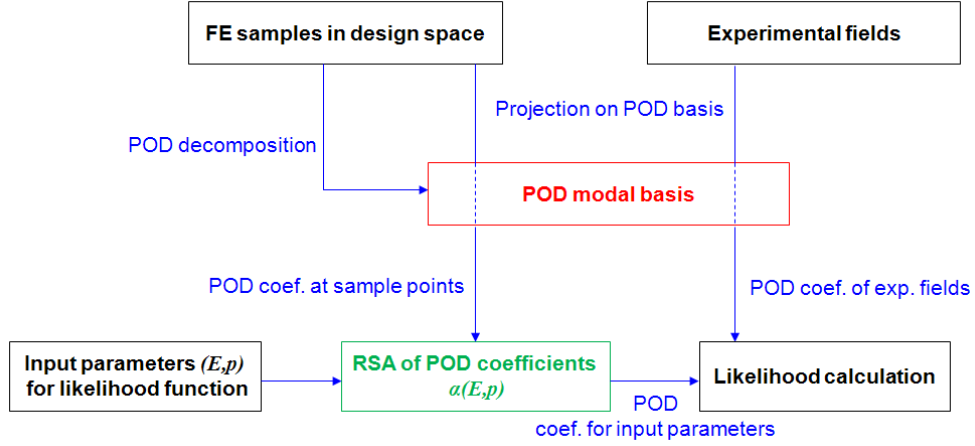 FE samples in design space
Experimental fields
Projection on POD basis
POD decomposition
POD modal basis
POD coef. at sample points
POD coef. of exp. fields
Input parameters (E,p)
for likelihood function
RSA of POD coefficients
α(E,p)
Likelihood calculation
POD
coef. for input parameters